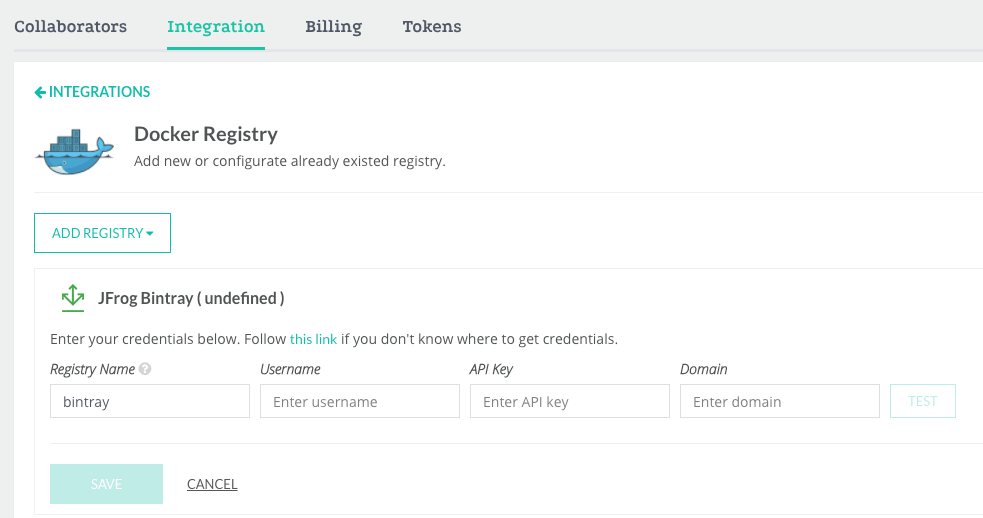 Collaborators Integration Billing Tokens
INTEGRATIONS
Docker Registry
Add new or configurate already existed registry.
ADD REGISTRY
JFrog Bintray ( undefined )
Enter your credentials below. Follow this link if you don't know where to get credentials.
Registry Name ? Username API Key Domain
bintray Enter username Enter API key Enter domain TEST
SAVE CANCEL